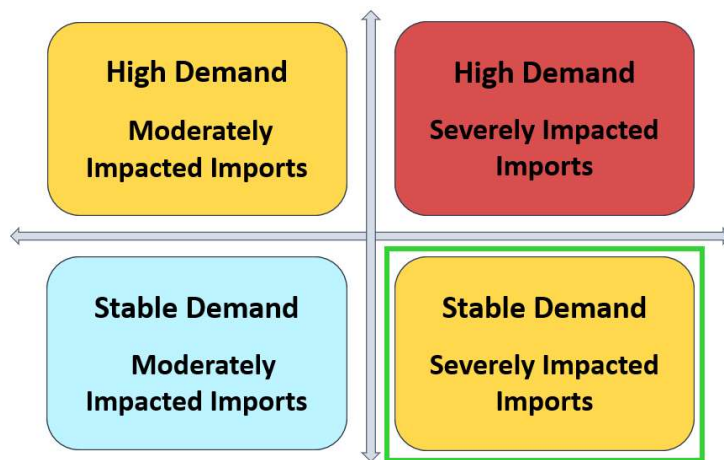 High Demand
Moderately
Impacted Imports
High Demand
Severely Impacted
Imports
Stable Demand
Moderately
Impacted Imports
Stable Demand
Severely Impacted
Imports